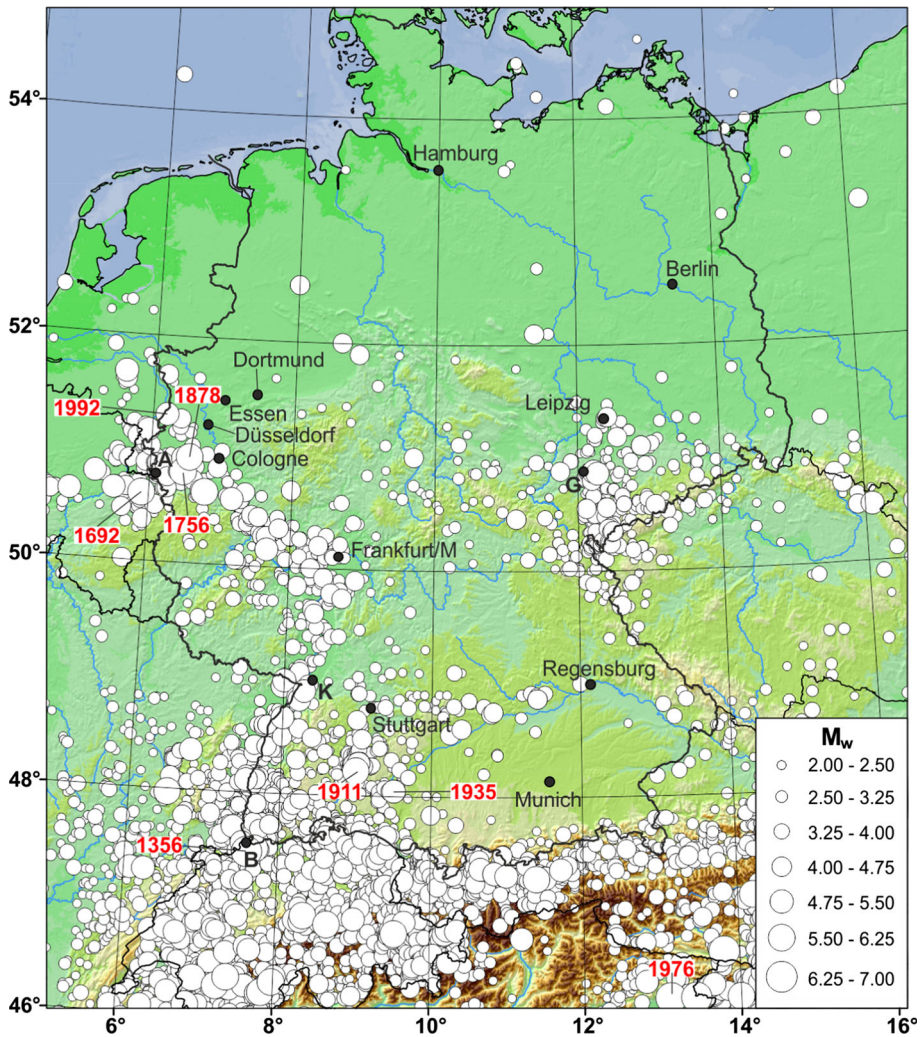 54°
Hamburg
Berlin
52°
Dortmund
1878
1992
Essen
Leipzig
Düsseldorf
A
Cologne
G
1692
1756
50°
Frankfurt/M
Regensburg
K
Stuttgart
Mw
2.00 - 2.50
48°
1911
1935
Munich
2.50 - 3.25
3.25 - 4.00
1356
B
4.00 - 4.75
4.75 - 5.50
5.50 - 6.25
1976
6.25 - 7.00
46°
6°
8°
10°
12°
14°
16°